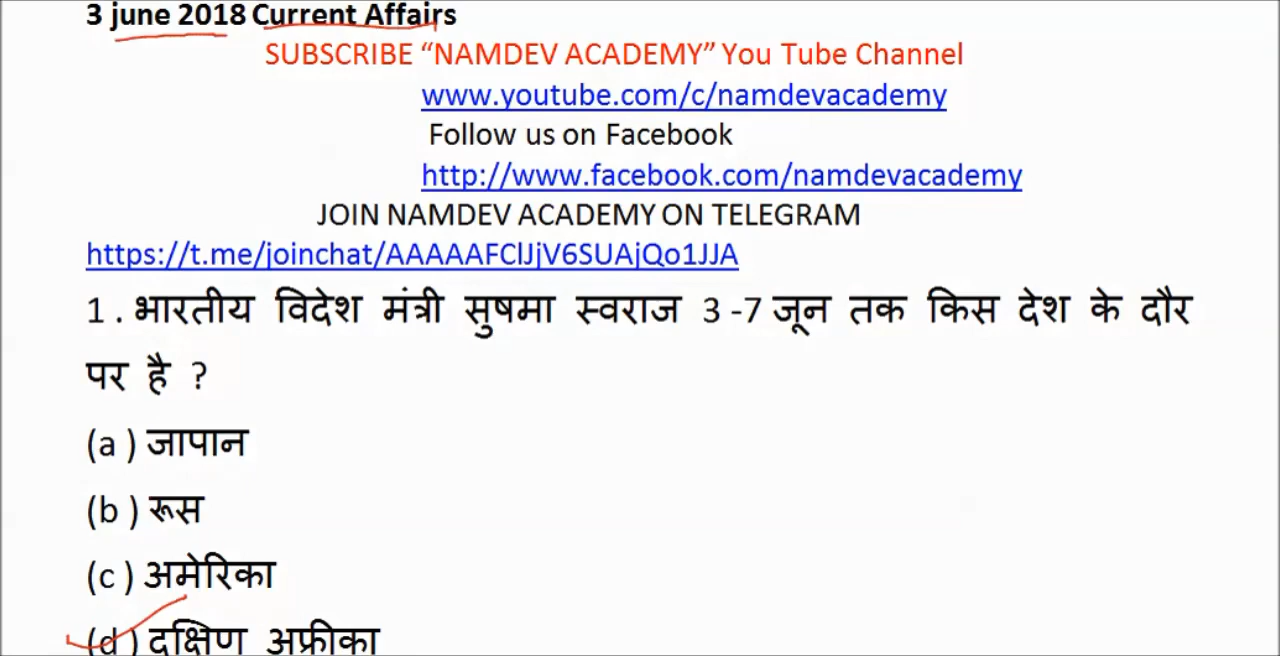 3 june 2018 Current Affairs
SUBSCRIBE “NAMDEV ACADEMY” You Tube Channel
www.youtube.com/c/namdevacademy
Follow us on Facebook
http://www.facebook.com/namdevacademy
JOIN NAMDEV ACADEMY ON TELEGRAM
https://t.me/joinchat/AAAAAFClJjV6SUAjQo1JJA
1 . भारतीय विदेश मंत्री सुषमा स्वराज 3 -7 जून तक किस देश के दौर
पर है ?
(a ) जापान
(b ) रूस
(c ) अमेरिका
(d ) दक्षिण अफ्रीका